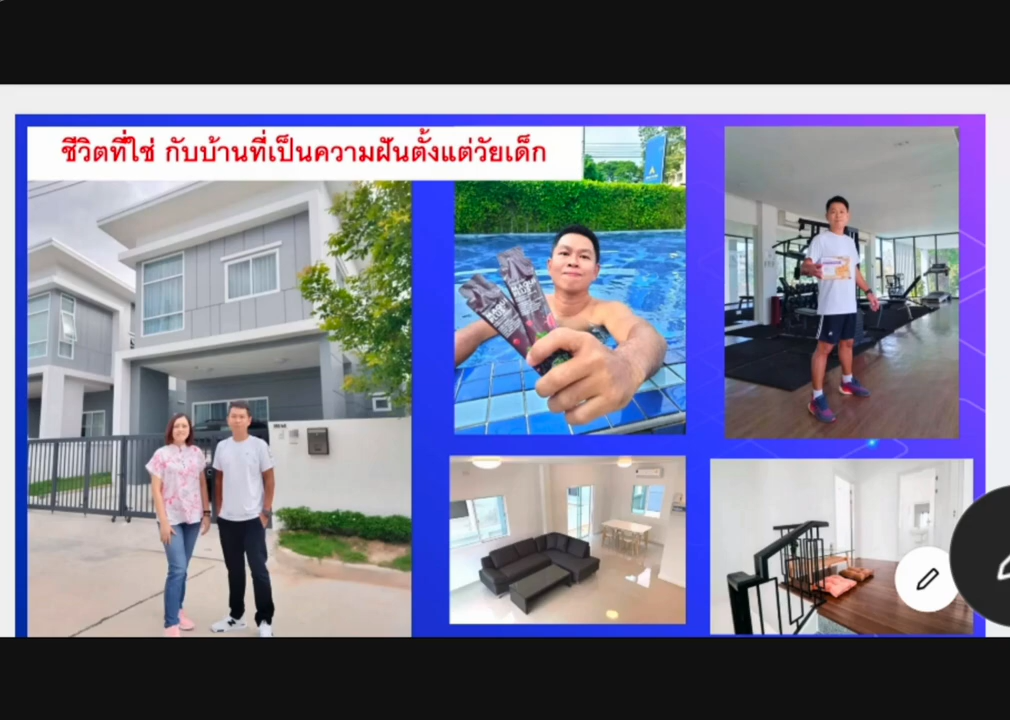 ชีวิตที่ใช่ กับบ้านที่เป็นความฝันตั้งแต่วัยเด็ก